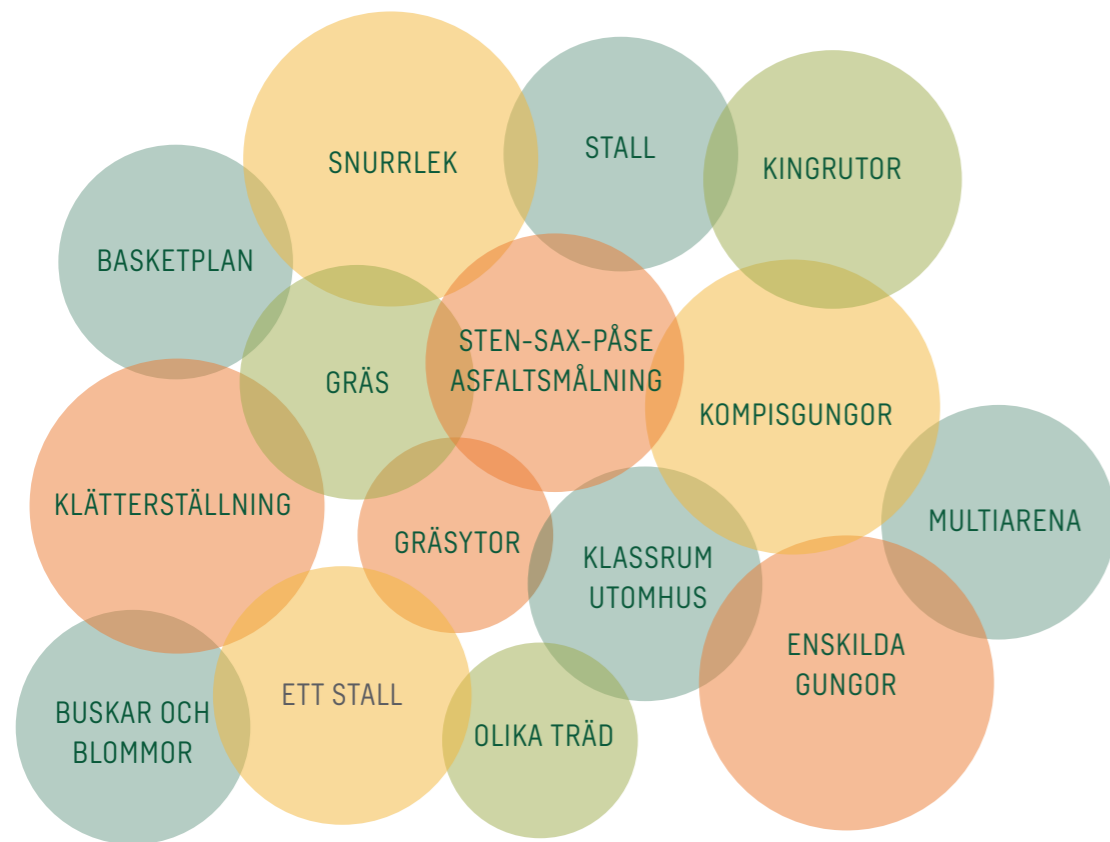 SNURRLEK
STALL
KINGRUTOR
BASKETPLAN
STEN-SAX-PÅSE
ASFALTSMÅLNING
GRÄS
KOMPISGUNGOR
KLÄTTERSTÄLLNING
GRÄSYTOR
MULTIARENA
KLASSRUM
UTOMHUS
ENSKILDA
GUNGOR
ETT STALL
BUSKAR OCH
BLOMMOR
OLIKA TRÄD